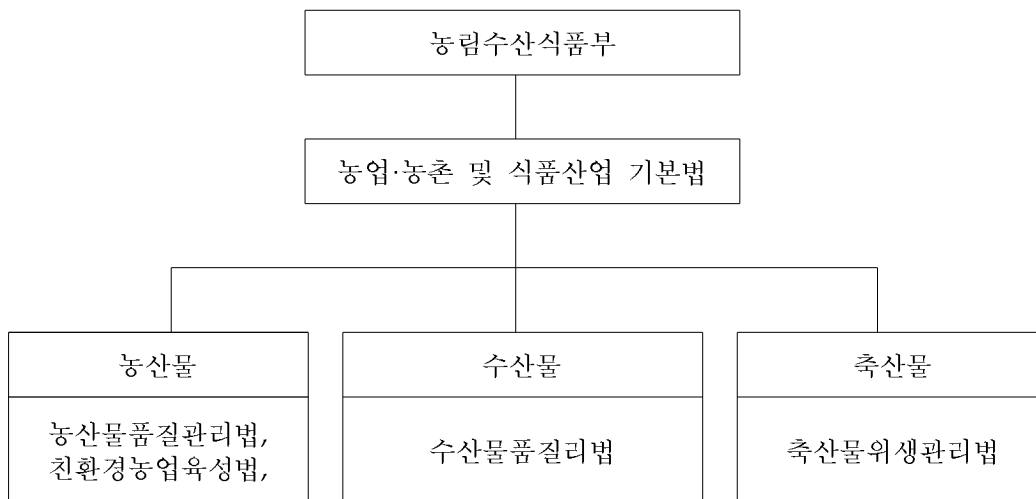 농림수산식품부
농업·농촌 및 식품산업 기본법
농산물
수산물
축산물
농산물품질관리법,
친환경농업육성법,
수산물품질리법
축산물위생관리법